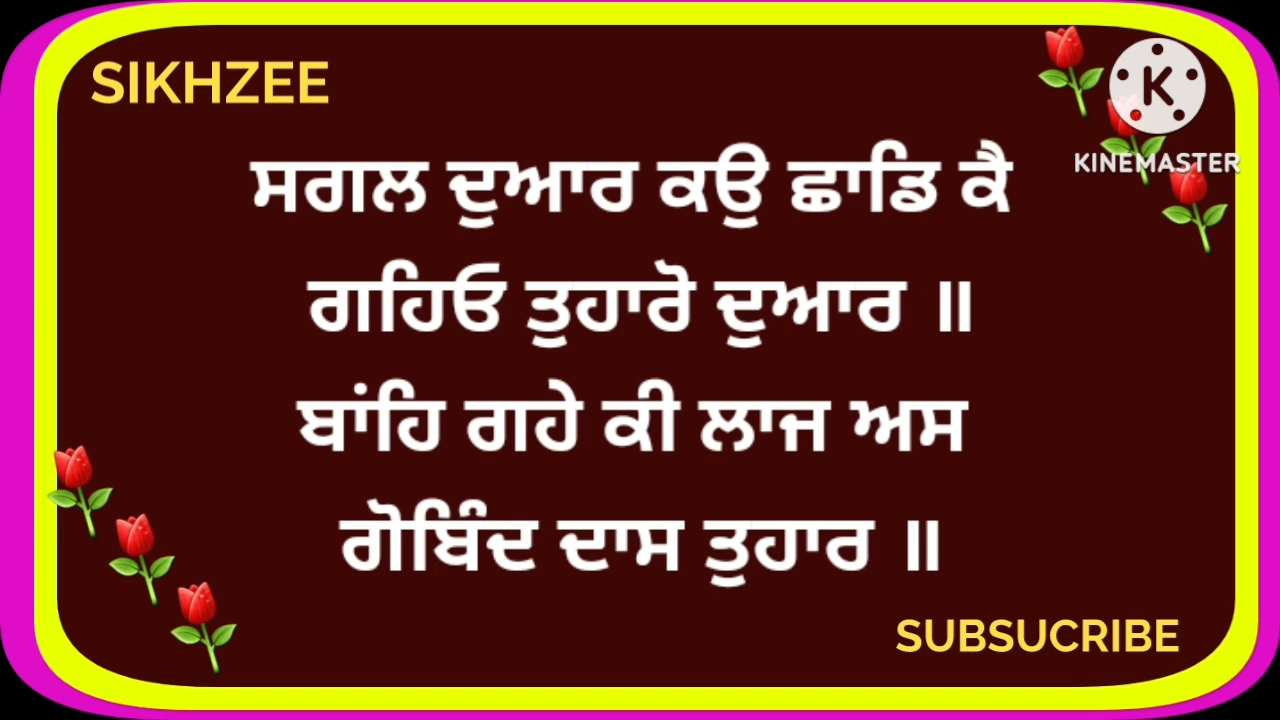 SIKHZEE
KINEMASTER
ਸਗਲ ਦੁਆਰ ਕਉ ਛਾਡਿ ਕੈ
ਗਹਿਓ ਤੁਹਾਰੋ ਦੁਆਰ ॥
ਬਾਂਹਿ ਗਹੇ ਕੀ ਲਾਜ ਅਸ
ਗੋਬਿੰਦ ਦਾਸ ਤੁਹਾਰ ॥
SUBSUCRIBE